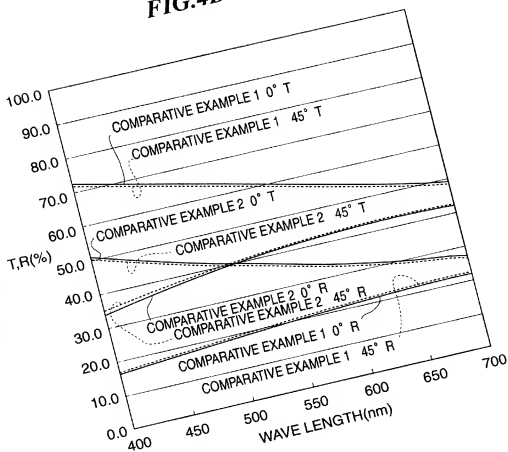 100.0
90.0
80.0
70.0
60.0
50.0
40.0
30.0
20.0
10.0
0.0
T,R(%)
COMPARATIVE EXAMPLE 1 0° T
COMPARATIVE EXAMPLE 1 45° T
COMPARATIVE EXAMPLE 2 0° T
COMPARATIVE EXAMPLE 2 45° T
COMPARATIVE EXAMPLE 2 0° R
COMPARATIVE EXAMPLE 2 45° R
COMPARATIVE EXAMPLE 1 0° R
COMPARATIVE EXAMPLE 1 45° R
400 450 500 550 600 650 700
WAVE LENGTH(nm)